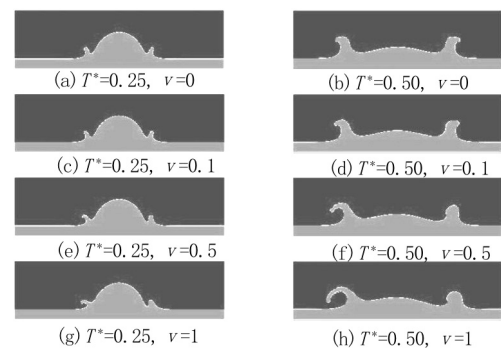 (a) T*=0.25, v=0
(b) T*=0.50, v=0
(c) T*=0.25, v=0.1
(d) T*=0.50, v=0.1
(e) T*=0.25, v=0.5
(f) T*=0.50, v=0.5
(g) T*=0.25, v=1
(h) T*=0.50, v=1